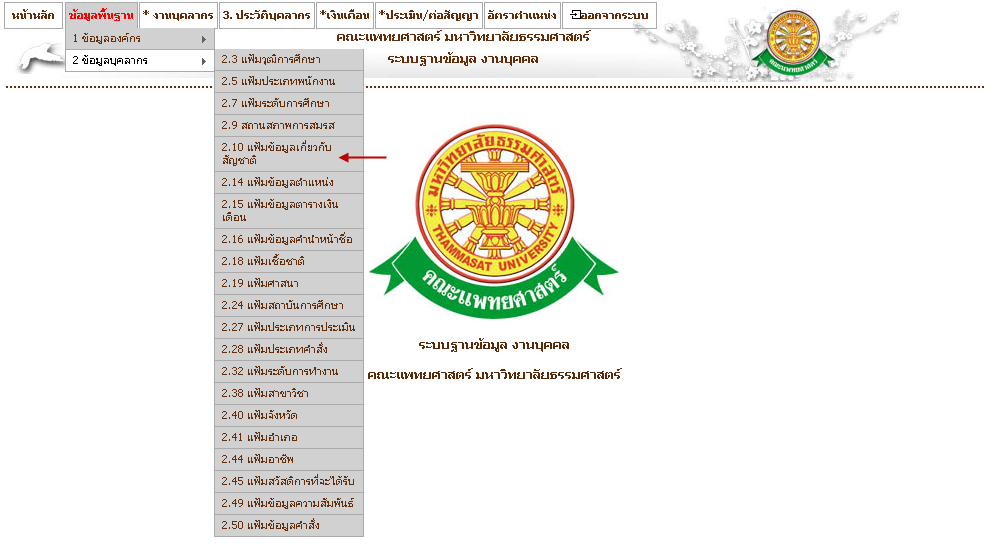 หน้าหลัก ข้อมูลพื้นฐาน * งานบุคลากร 3. ประวัติบุคลากร *เงินเดือน *ประเมิน/ต่อสัญญา อัตราตำแหน่ง ออกจากระบบ
คณะแพทยศาสตร์ มหาวิทยาลัยธรรมศาสตร์
ระบบฐานข้อมูล งานบุคคล
1 ข้อมูลองค์กร
2 ข้อมูลบุคลากร
2.3 แฟ้มวุฒิการศึกษา
2.5 แฟ้มประเภทพนักงาน
2.7 แฟ้มระดับการศึกษา
2.9 สถานสภาพการสมรส
2.10 แฟ้มข้อมูลเกี่ยวกับ
สัญชาติ
2.14 แฟ้มข้อมูลตำแหน่ง
2.15 แฟ้มข้อมูลตารางเงิน
เดือน
2.16 แฟ้มข้อมูลคำนำหน้าชื่อ
2.18 แฟ้มเชื้อชาติ
2.19 แฟ้มศาสนา
2.24 แฟ้มสถาบันการศึกษา
2.27 แฟ้มประเภทการประเมิน
2.28 แฟ้มประเภทคำสั่ง
2.32 แฟ้มระดับการทำงาน
2.38 แฟ้มสาขาวิชา
2.40 แฟ้มจังหวัด
2.41 แฟ้มอำเภอ
2.44 แฟ้มอาชีพ
2.45 แฟ้มสวัสดิการที่จะได้รับ
2.49 แฟ้มข้อมูลความสัมพันธ์
2.50 แฟ้มข้อมูลคำสั่ง
มหาวิทยาลัยธรรมศาสตร์
THAMMASAT UNIVERSITY
คณะแพทยศาสตร์
ระบบฐานข้อมูล งานบุคคล
คณะแพทยศาสตร์ มหาวิทยาลัยธรรมศาสตร์